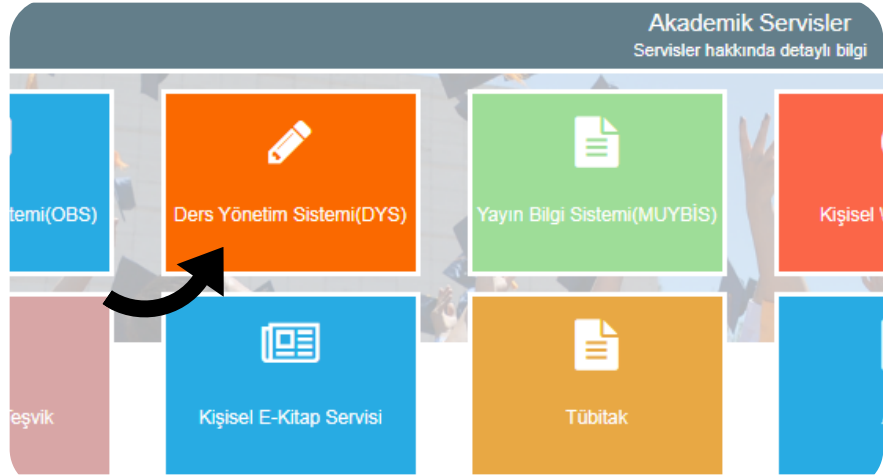 Akademik Servisler
Servisler hakkında detaylı bilgi
temi(OBS)
Ders Yönetim Sistemi(DYS)
Yayın Bilgi Sistemi(MUYBİS)
Kişisel
eşvik
Kişisel E-Kitap Servisi
Tübitak